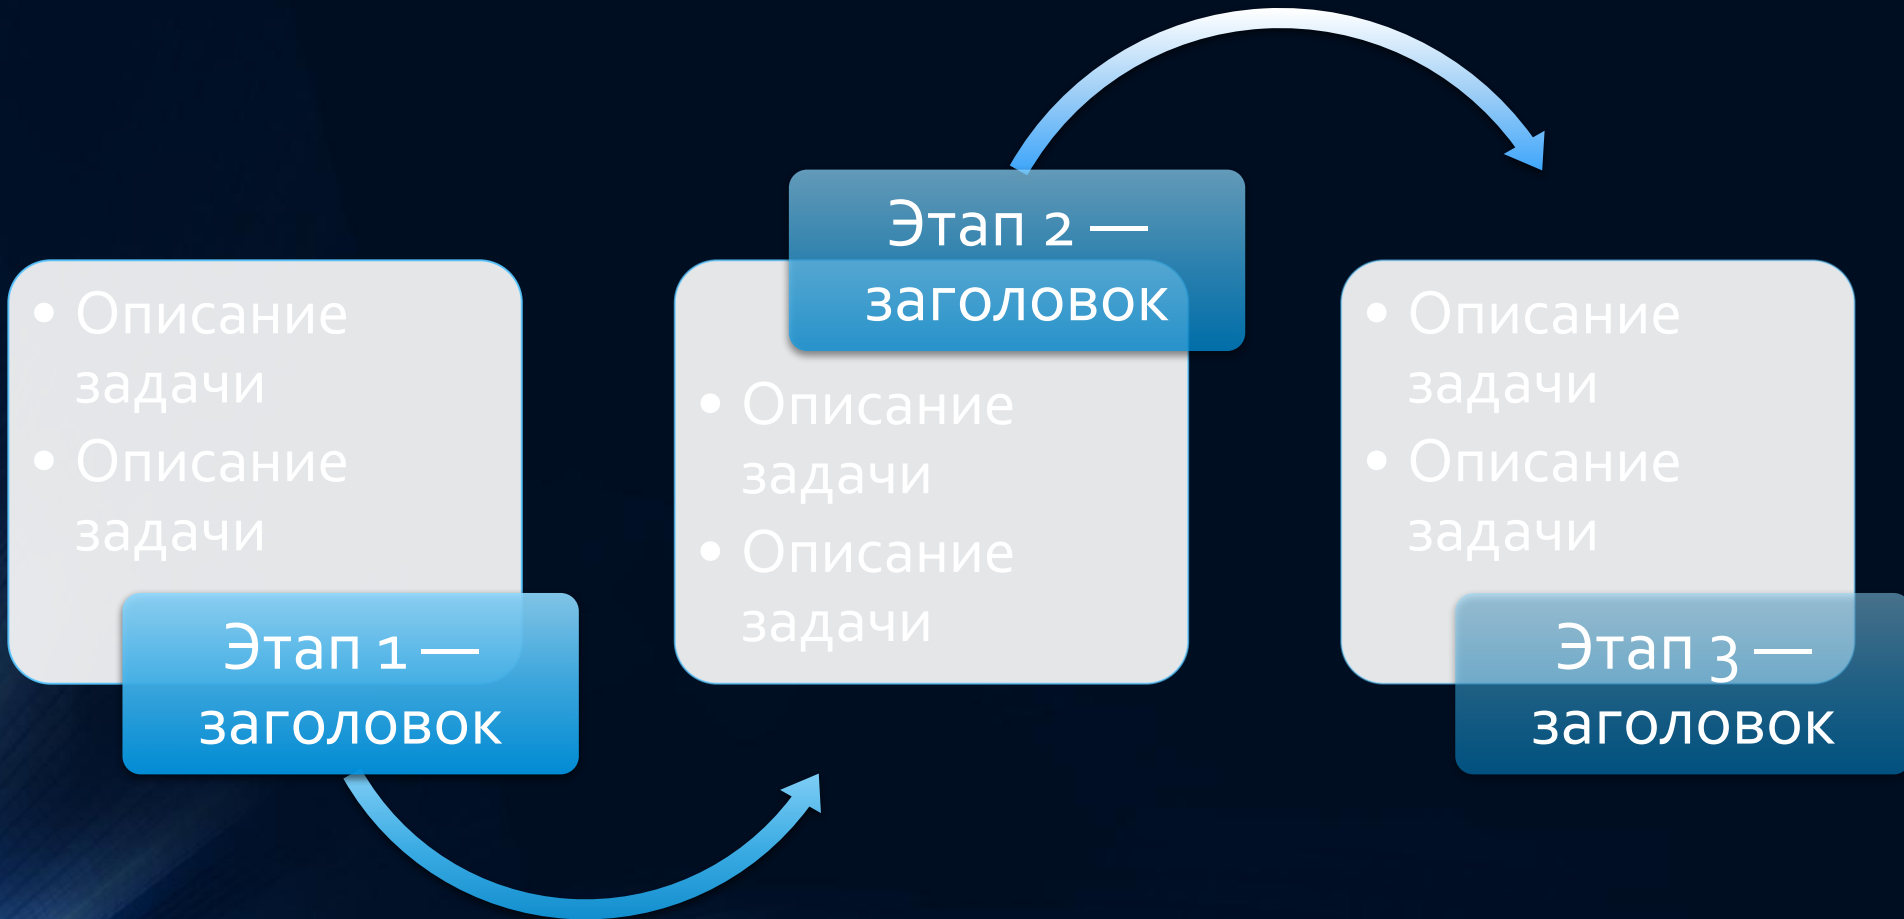 • Описание
задачи
• Описание
задачи
Этап 1 —
заголовок
Этап 2 —
заголовок
• Описание
задачи
• Описание
задачи
• Описание
задачи
• Описание
задачи
Этап 3 —
заголовок